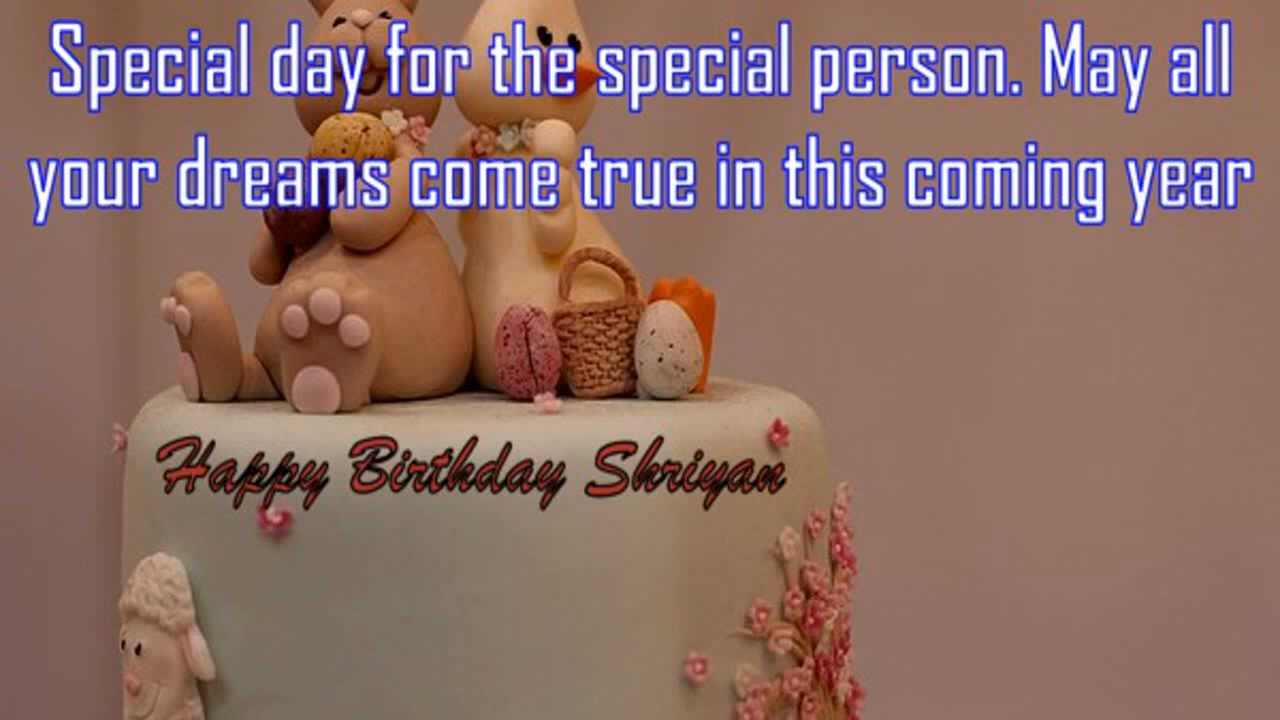 Special day for the special person. May all
your dreams come true in this coming year
Happy Birthday Shriyan